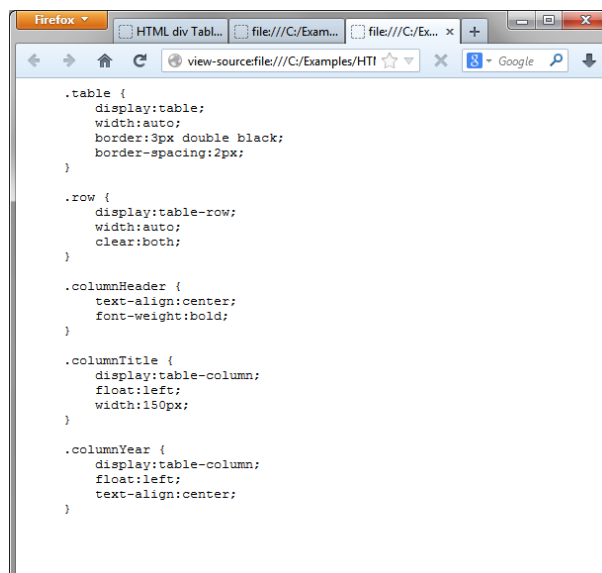 Firefox
HTML div Tabl...
file:///C:/Exam...
file:///C:/Ex... ×
+
view-source:file:///C:/Examples/HTM
8
Google
.table {
    display:table;
    width:auto;
    border:3px double black;
    border-spacing:2px;
}
.row {
    display:table-row;
    width:auto;
    clear:both;
}
.columnHeader {
    text-align:center;
    font-weight:bold;
}
.columnTitle {
    display:table-column;
    float:left;
    width:150px;
}
.columnYear {
    display:table-column;
    float:left;
    text-align:center;
}